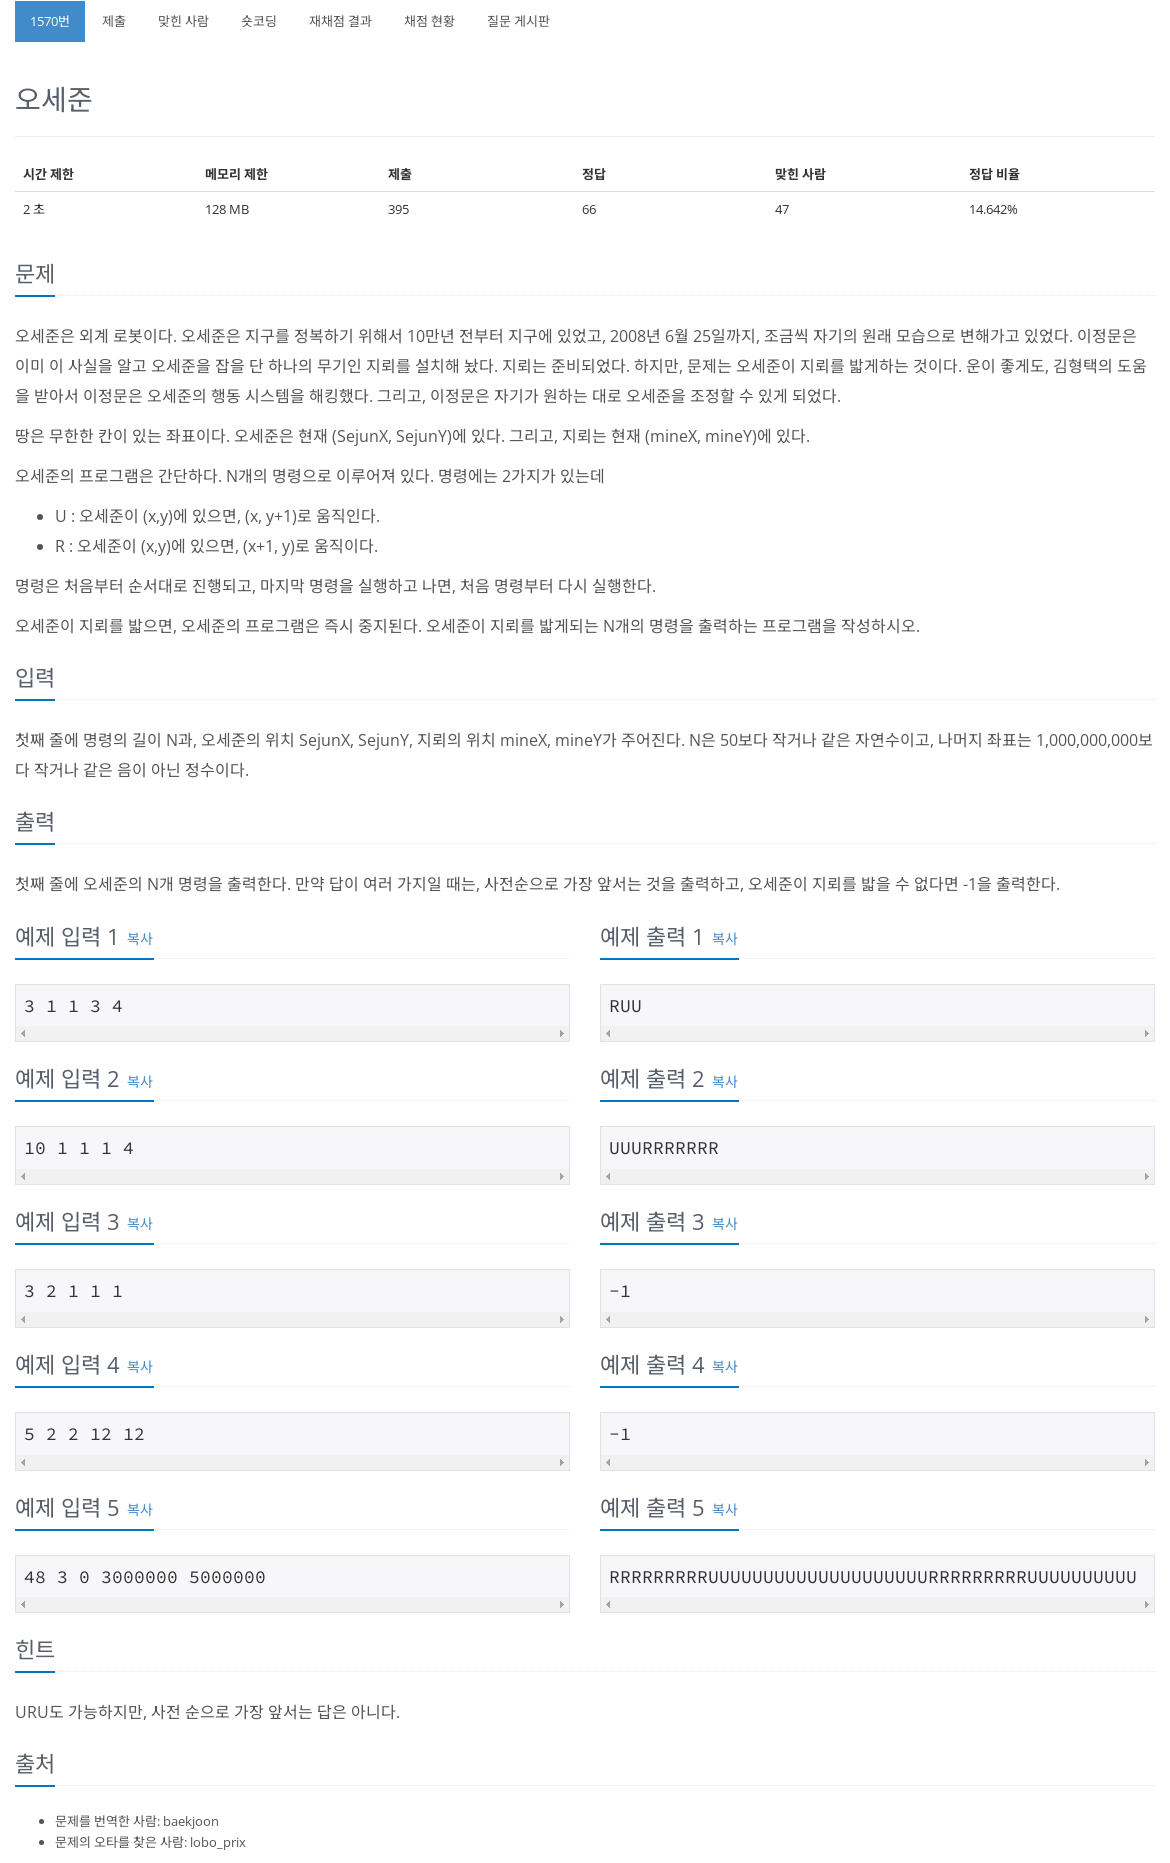 1570번 제출 맞힌 사람 숏코딩 재채점 결과 채점 현황 질문 게시판
오세준
시간 제한 메모리 제한 제출 정답 맞힌 사람 정답 비율
2 초 128 MB 395 66 47 14.642%
문제
오세준은 외계 로봇이다. 오세준은 지구를 정복하기 위해서 10만년 전부터 지구에 있었고, 2008년 6월 25일까지, 조금씩 자기의 원래 모습으로 변해가고 있었다. 이정문은
이미 이 사실을 알고 오세준을 잡을 단 하나의 무기인 지뢰를 설치해 놨다. 지뢰는 준비되었다. 하지만, 문제는 오세준이 지뢰를 밟게하는 것이다. 운이 좋게도, 김형택의 도움
을 받아서 이정문은 오세준의 행동 시스템을 해킹했다. 그리고, 이정문은 자기가 원하는 대로 오세준을 조정할 수 있게 되었다.
땅은 무한한 칸이 있는 좌표이다. 오세준은 현재 (SejunX, SejunY)에 있다. 그리고, 지뢰는 현재 (mineX, mineY)에 있다.
오세준의 프로그램은 간단하다. N개의 명령으로 이루어져 있다. 명령에는 2가지가 있는데
• U : 오세준이 (x,y)에 있으면, (x, y+1)로 움직인다.
• R : 오세준이 (x,y)에 있으면, (x+1, y)로 움직이다.
명령은 처음부터 순서대로 진행되고, 마지막 명령을 실행하고 나면, 처음 명령부터 다시 실행한다.
오세준이 지뢰를 밟으면, 오세준의 프로그램은 즉시 중지된다. 오세준이 지뢰를 밟게되는 N개의 명령을 출력하는 프로그램을 작성하시오.
입력
첫째 줄에 명령의 길이 N과, 오세준의 위치 SejunX, SejunY, 지뢰의 위치 mineX, mineY가 주어진다. N은 50보다 작거나 같은 자연수이고, 나머지 좌표는 1,000,000,000보
다 작거나 같은 음이 아닌 정수이다.
출력
첫째 줄에 오세준의 N개 명령을 출력한다. 만약 답이 여러 가지일 때는, 사전순으로 가장 앞서는 것을 출력하고, 오세준이 지뢰를 밟을 수 없다면 -1을 출력한다.
예제 입력 1 복사 예제 출력 1 복사
3 1 1 3 4 RUU
예제 입력 2 복사 예제 출력 2 복사
10 1 1 1 4 UUURRRRRRR
예제 입력 3 복사 예제 출력 3 복사
3 2 1 1 1 -1
예제 입력 4 복사 예제 출력 4 복사
5 2 2 12 12 -1
예제 입력 5 복사 예제 출력 5 복사
48 3 0 3000000 5000000 RRRRRRRRRUUUUUUUUUUUUUUUUUUUURRRRRRRRRUUUUUUUUUU
힌트
URU도 가능하지만, 사전 순으로 가장 앞서는 답은 아니다.
출처
• 문제를 번역한 사람: baekjoon
• 문제의 오타를 찾은 사람: lobo_prix